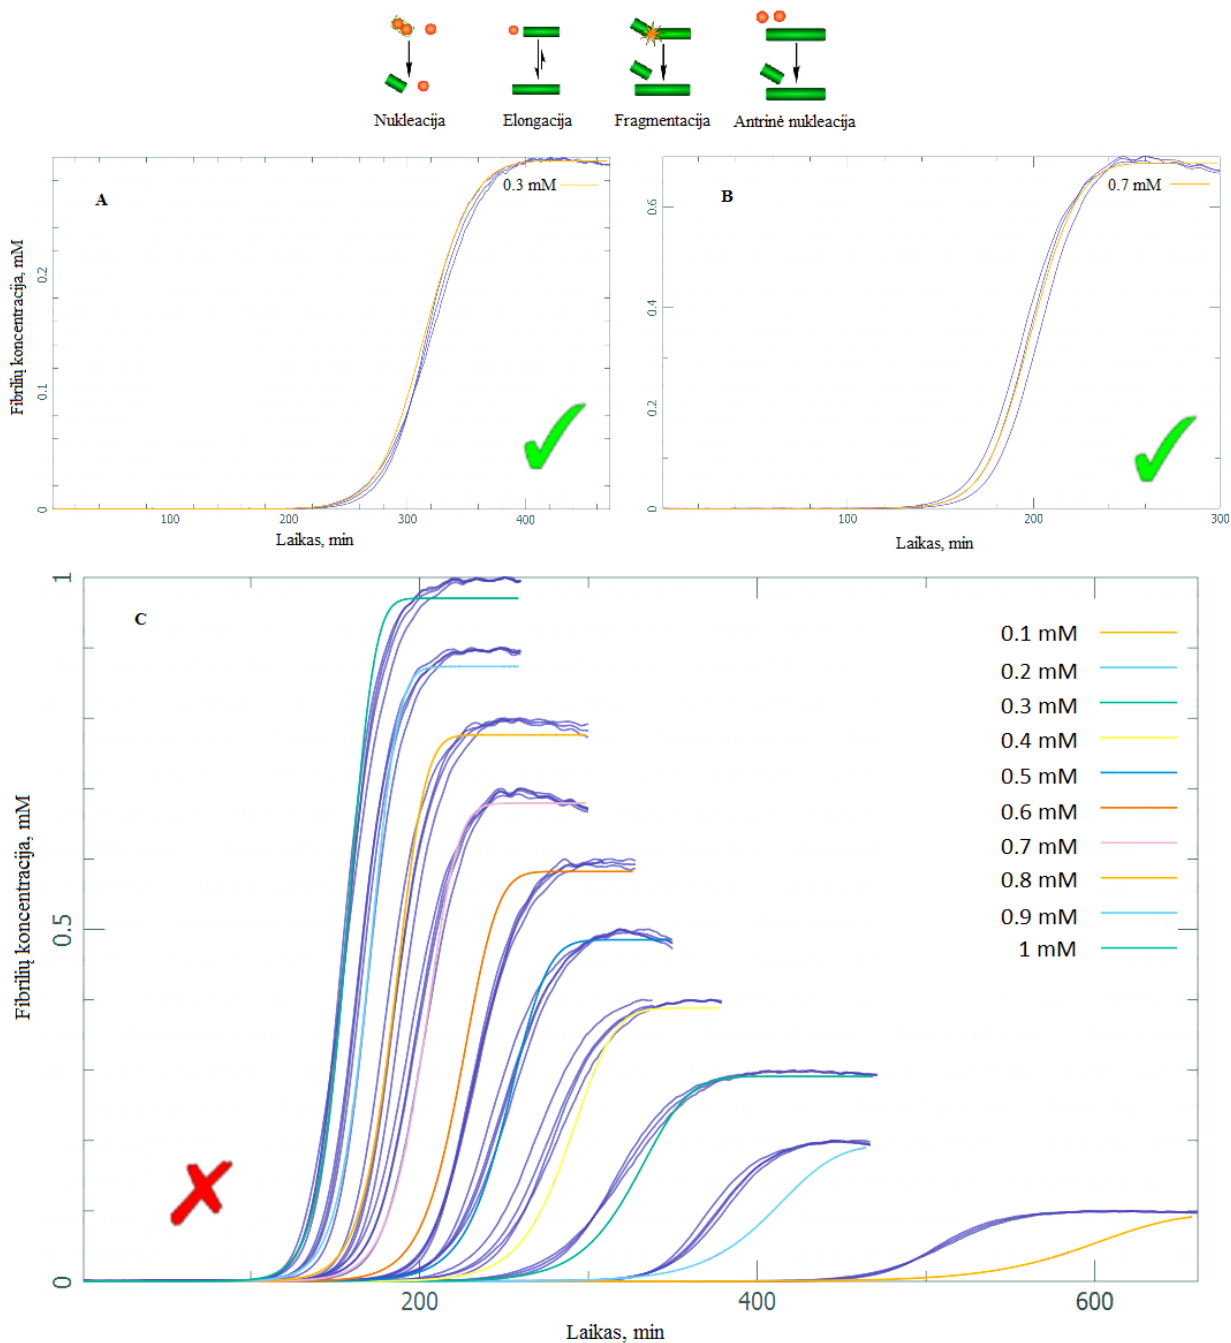 Nukleacija Elongacija Fragmentacija Antrinė nukleacija
A
0.3 mM
Fibrilių koncentracija, mM
0 0.1 0.2
100 200 300 400
Laikas, min
B
0.7 mM
0 0.2 0.4 0.6
100 200 300
Laikas, min
C
Fibrilių koncentracija, mM
0 0.5 1
0.1 mM
0.2 mM
0.3 mM
0.4 mM
0.5 mM
0.6 mM
0.7 mM
0.8 mM
0.9 mM
1 mM
200 400 600
Laikas, min